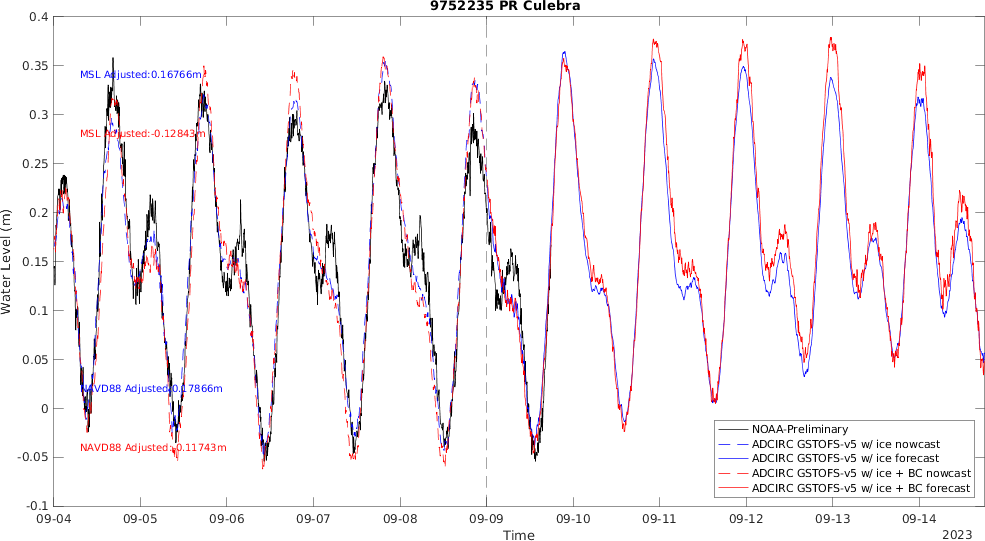 9752235 PR Culebra
0.4
0.35
0.3
0.25
0.2
0.15
0.1
0.05
0
-0.05
-0.1
Water Level (m)
MSL Adjusted:0.16766m
MSL Adjusted:-0.12843m
NAVD88 Adjusted:0.17866m
NAVD88 Adjusted:-0.11743m
NOAA-Preliminary
ADCIRC GSTOFS-v5 w/ ice nowcast
ADCIRC GSTOFS-v5 w/ ice forecast
ADCIRC GSTOFS-v5 w/ ice + BC nowcast
ADCIRC GSTOFS-v5 w/ ice + BC forecast
09-04 09-05 09-06 09-07 09-08 09-09 09-10 09-11 09-12 09-13 09-14
Time
2023